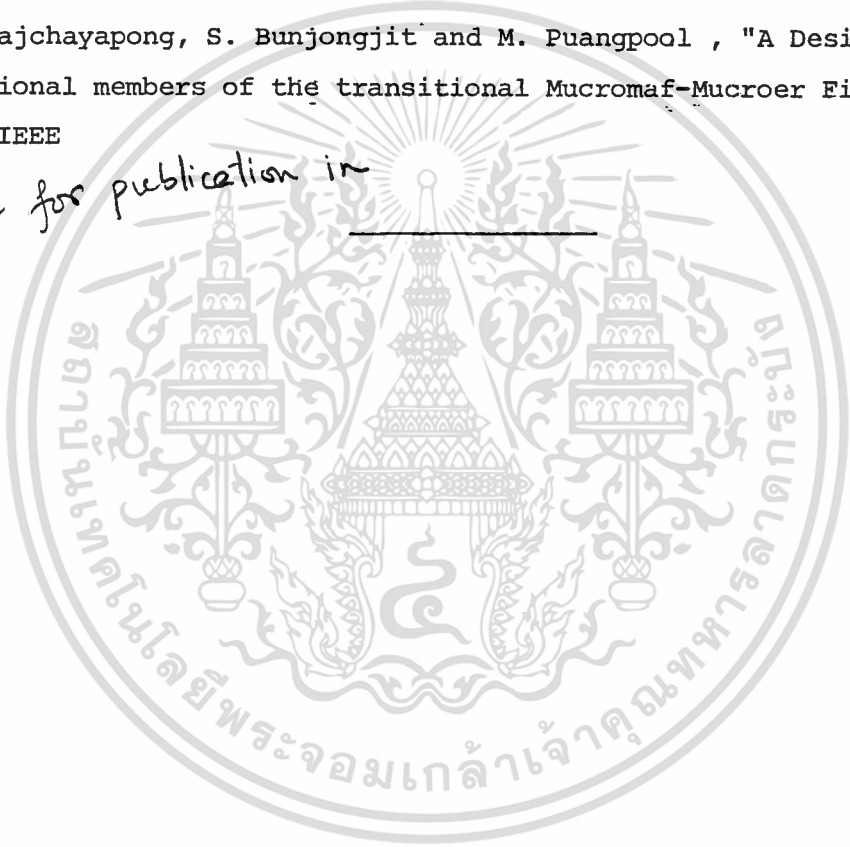 ajchayapong, S. Bunjongjit and M. Puangpool , "A Desi
ional members of the transitional Mucromaf-Mucroer Fi
IEEE
for publication in
สถาบันเทคโนโลยีพระจอมเกล้าเจ้าคุณทหารลาดกระบัง